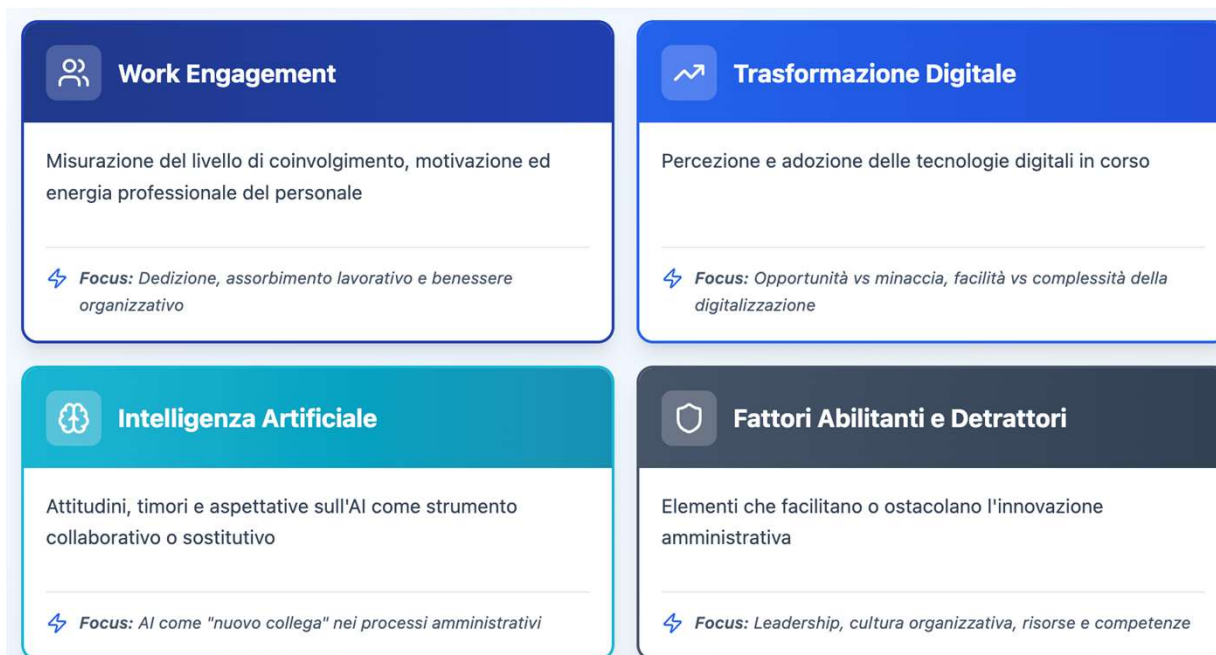 Work Engagement
Misurazione del livello di coinvolgimento, motivazione ed
energia professionale del personale
Focus: Dedizione, assorbimento lavorativo e benessere
organizzativo
Trasformazione Digitale
Percezione e adozione delle tecnologie digitali in corso
Focus: Opportunità vs minaccia, facilità vs complessità della
digitalizzazione
Intelligenza Artificiale
Attitudini, timori e aspettative sull'AI come strumento
collaborativo o sostitutivo
Focus: AI come "nuovo collega" nei processi amministrativi
Fattori Abilitanti e Detrattori
Elementi che facilitano o ostacolano l'innovazione
amministrativa
Focus: Leadership, cultura organizzativa, risorse e competenze